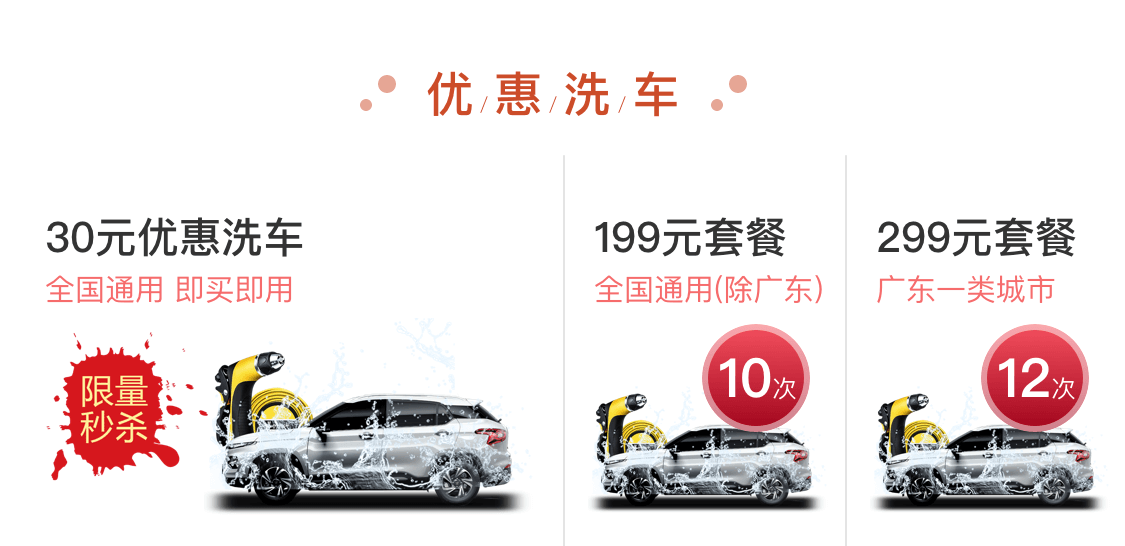 优/惠/洗/车
30元优惠洗车
全国通用 即买即用
限量
秒杀
199元套餐
全国通用(除广东)
10次
299元套餐
广东一类城市
12次